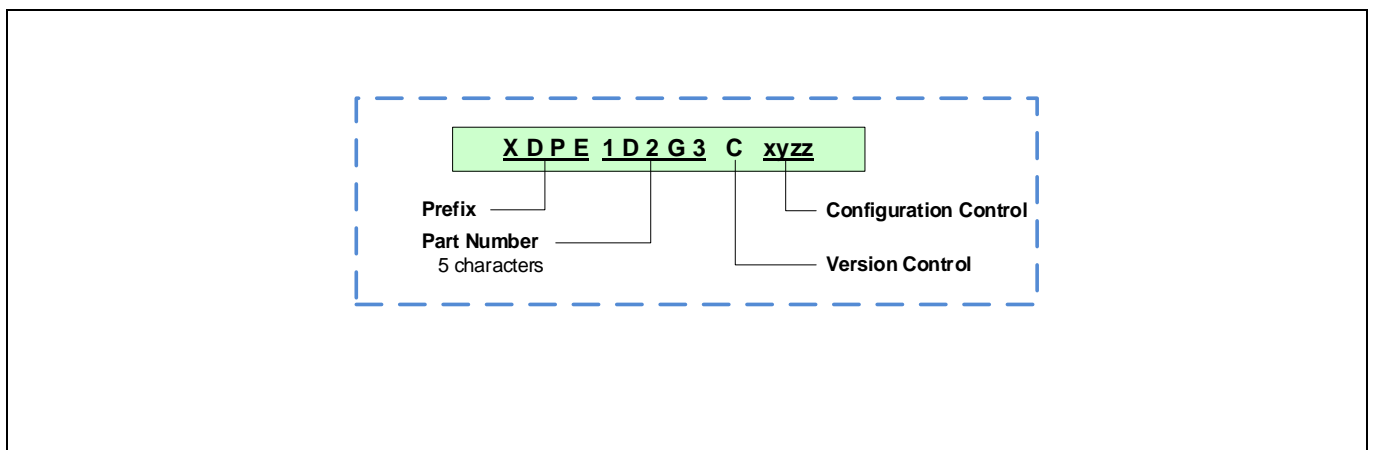 X D P E 1 D 2 G 3 C xyzz
Prefix
Configuration Control
Part Number
5 characters
Version Control